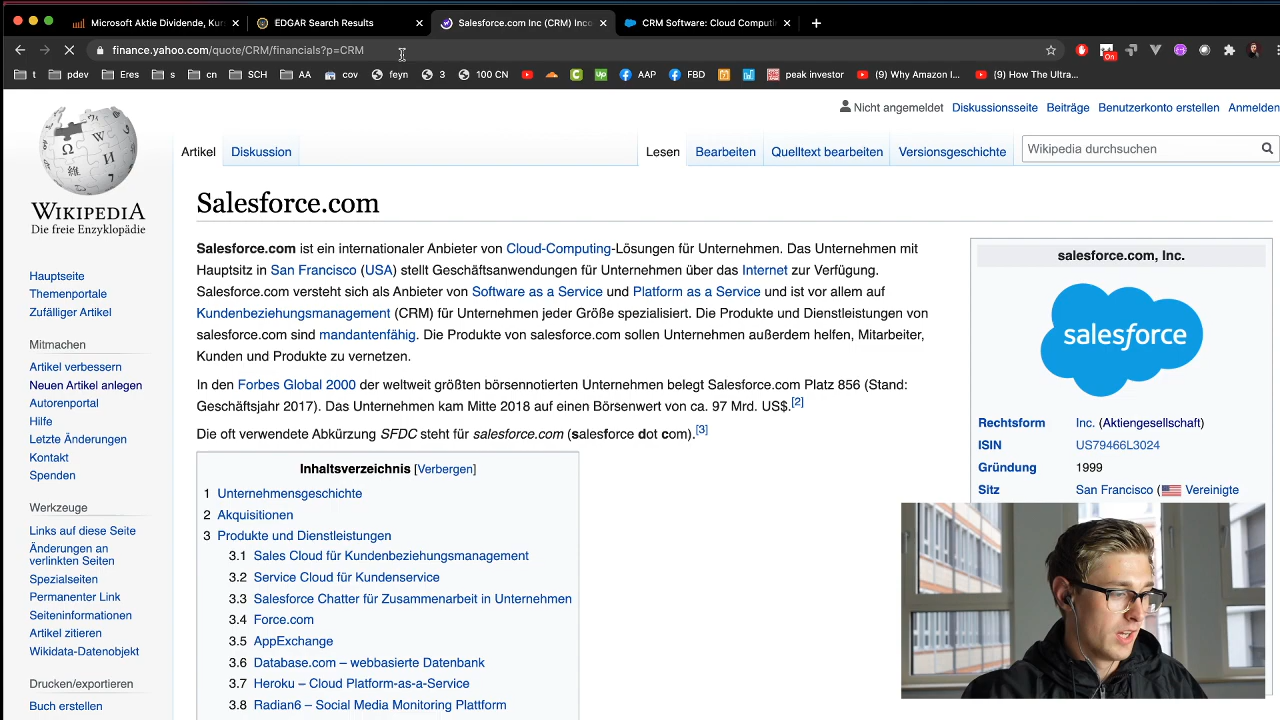 Microsoft Aktie Dividende, Kur
EDGAR Search Results
Salesforce.com Inc (CRM) Inco
CRM Software: Cloud Computi
finance.yahoo.com/quote/CRM/financials?p=CRM
On
t
pdev
Eres
s
cn
SCH
AA
cov
feyn
3
100 CN
AAP
FBD
peak investor
(9) Why Amazon I...
(9) How The Ultra...
Nicht angemeldet
Diskussionsseite
Beiträge
Benutzerkonto erstellen
Anmelden
Artikel
Diskussion
Lesen
Bearbeiten
Quelltext bearbeiten
Versionsgeschichte
Wikipedia durchsuchen
WIKIPEDIA
Die freie Enzyklopädie
Hauptseite
Themenportale
Zufälliger Artikel
Mitmachen
Artikel verbessern
Neuen Artikel anlegen
Autorenportal
Hilfe
Letzte Änderungen
Kontakt
Spenden
Werkzeuge
Links auf diese Seite
Änderungen an
verlinkten Seiten
Spezialseiten
Permanenter Link
Seiteninformationen
Artikel zitieren
Wikidata-Datenobjekt
Drucken/exportieren
Buch erstellen
Salesforce.com
Salesforce.com ist ein internationaler Anbieter von Cloud-Computing-Lösungen für Unternehmen. Das Unternehmen mit
Hauptsitz in San Francisco (USA) stellt Geschäftsanwendungen für Unternehmen über das Internet zur Verfügung.
Salesforce.com versteht sich als Anbieter von Software as a Service und Platform as a Service und ist vor allem auf
Kundenbeziehungsmanagement (CRM) für Unternehmen jeder Größe spezialisiert. Die Produkte und Dienstleistungen von
salesforce.com sind mandantenfähig. Die Produkte von salesforce.com sollen Unternehmen außerdem helfen, Mitarbeiter,
Kunden und Produkte zu vernetzen.
In den Forbes Global 2000 der weltweit größten börsennotierten Unternehmen belegt Salesforce.com Platz 856 (Stand:
Geschäftsjahr 2017). Das Unternehmen kam Mitte 2018 auf einen Börsenwert von ca. 97 Mrd. US$.[2]
Die oft verwendete Abkürzung SFDC steht für salesforce.com (salesforce dot com).[3]
Inhaltsverzeichnis [Verbergen]
1 Unternehmensgeschichte
2 Akquisitionen
3 Produkte und Dienstleistungen
3.1 Sales Cloud für Kundenbeziehungsmanagement
3.2 Service Cloud für Kundenservice
3.3 Salesforce Chatter für Zusammenarbeit in Unternehmen
3.4 Force.com
3.5 AppExchange
3.6 Database.com – webbasierte Datenbank
3.7 Heroku – Cloud Platform-as-a-Service
3.8 Radian6 – Social Media Monitoring Plattform
salesforce.com, Inc.
salesforce
Rechtsform Inc. (Aktiengesellschaft)
ISIN US79466L3024
Gründung 1999
Sitz San Francisco (Vereinigte